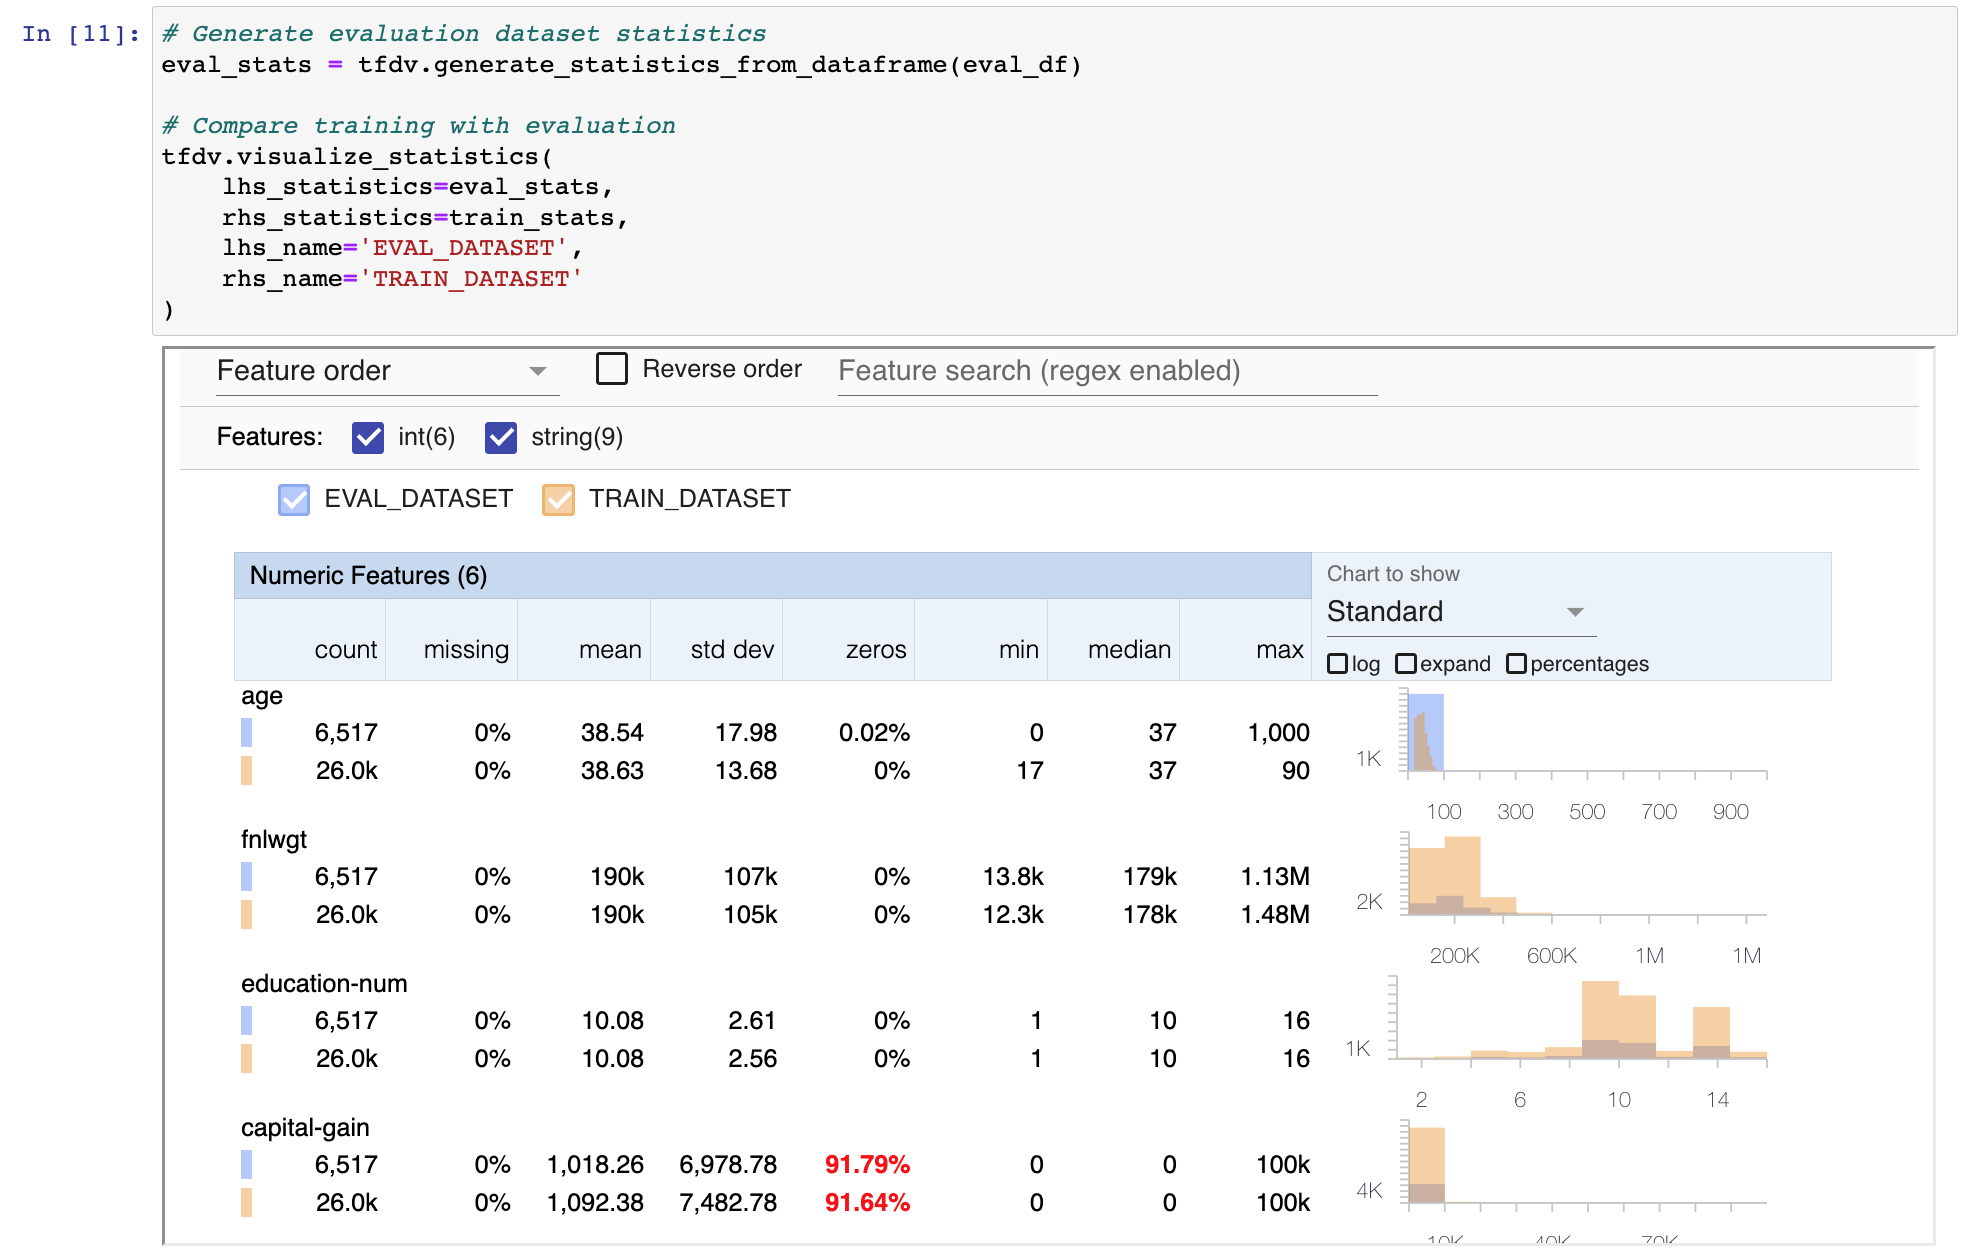 In [11]:
# Generate evaluation dataset statistics
eval_stats = tfdv.generate_statistics_from_dataframe(eval_df)
# Compare training with evaluation
tfdv.visualize_statistics(
    lhs_statistics=eval_stats,
    rhs_statistics=train_stats,
    lhs_name='EVAL_DATASET',
    rhs_name='TRAIN_DATASET'
)
Feature order Reverse order Feature search (regex enabled)
Features: int(6) string(9)
EVAL_DATASET TRAIN_DATASET
Numeric Features (6) Chart to show
Standard
count missing mean std dev zeros min median max
log expand percentages
age
6,517 0% 38.54 17.98 0.02% 0 37 1,000
26.0k 0% 38.63 13.68 0% 17 37 90
1K
100 300 500 700 900
fnlwgt
6,517 0% 190k 107k 0% 13.8k 179k 1.13M
26.0k 0% 190k 105k 0% 12.3k 178k 1.48M
2K
200K 600K 1M 1M
education-num
6,517 0% 10.08 2.61 0% 1 10 16
26.0k 0% 10.08 2.56 0% 1 10 16
1K
2 6 10 14
capital-gain
6,517 0% 1,018.26 6,978.78 91.79% 0 0 100k
26.0k 0% 1,092.38 7,482.78 91.64% 0 0 100k
4K
10K 40K 70K